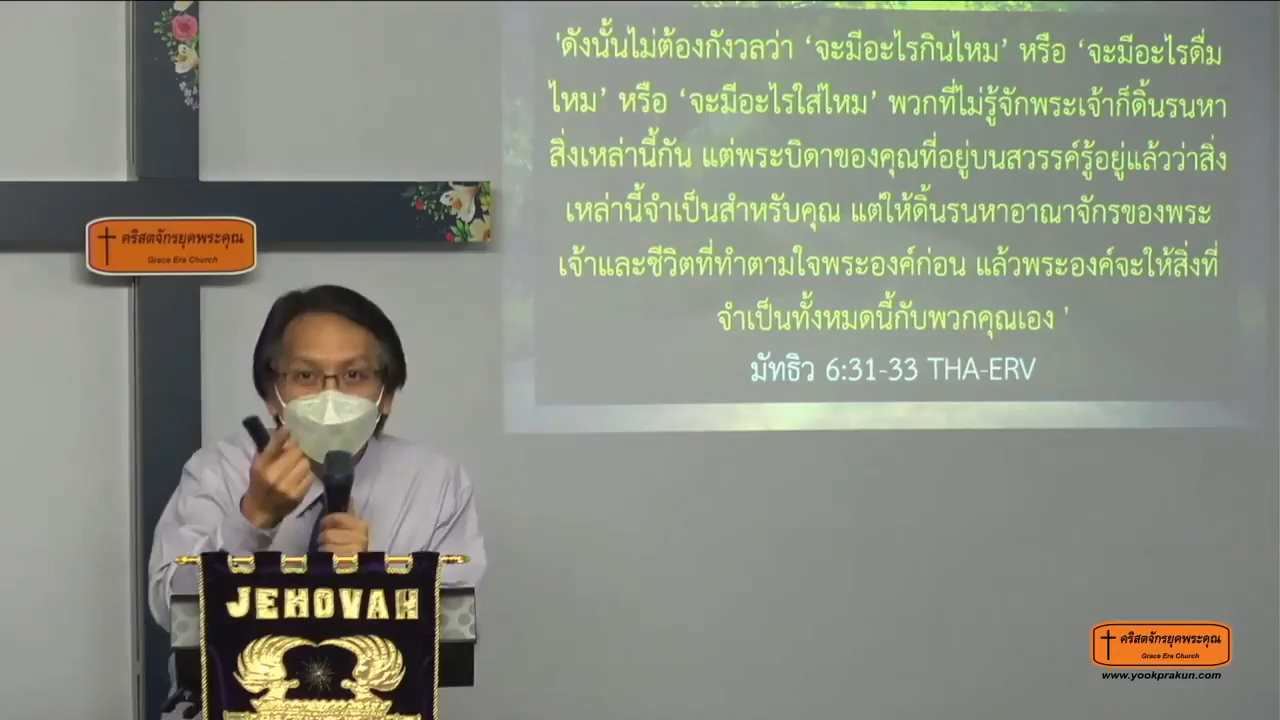 'ดังนั้นไม่ต้องกังวลว่า ‘จะมีอะไรกินไหม’ หรือ ‘จะมีอะไรดื่ม
ไหม’ หรือ ‘จะมีอะไรใส่ไหม’ พวกที่ไม่รู้จักพระเจ้าก็ดิ้นรนหา
สิ่งเหล่านี้กัน แต่พระบิดาของคุณที่อยู่บนสวรรค์รู้อยู่แล้วว่าสิ่ง
เหล่านี้จำเป็นสำหรับคุณ แต่ให้ดิ้นรนหาอาณาจักรของพระ
เจ้าและชีวิตที่ทำตามใจพระองค์ก่อน แล้วพระองค์จะให้สิ่งที่
จำเป็นทั้งหมดนี้กับพวกคุณเอง '
มัทธิว 6:31-33 THA-ERV
คริสตจักรยุคพระคุณ
Grace Era Church
JEHOVAH
คริสตจักรยุคพระคุณ
Grace Era Church
www.yookprakun.com